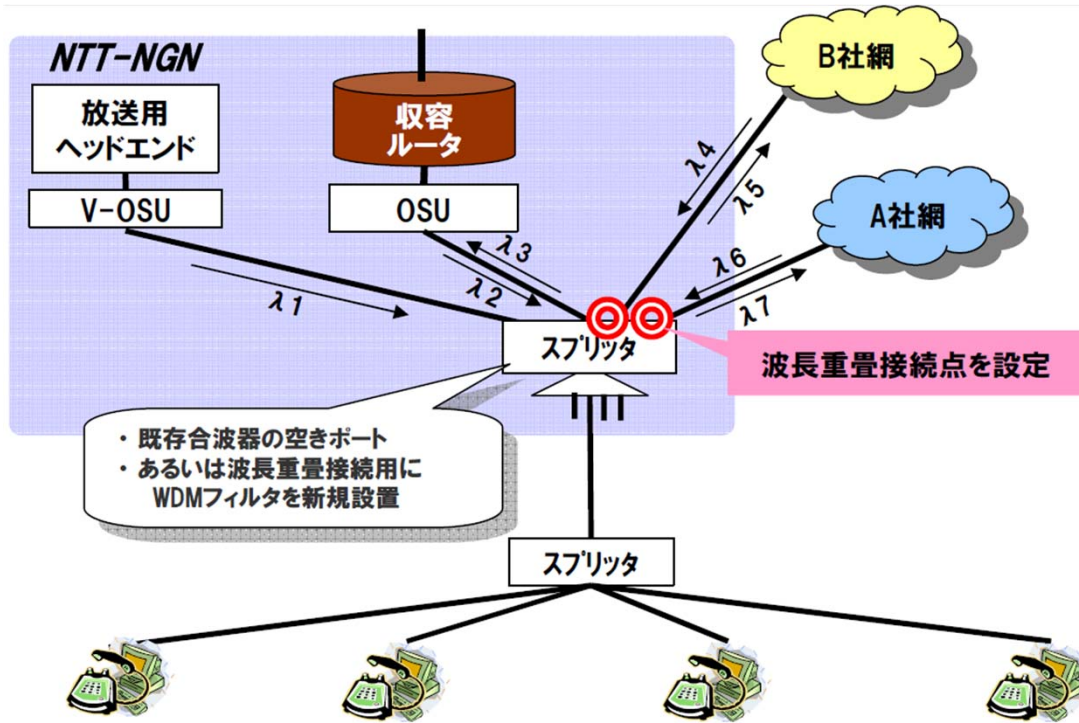 NTT-NGN
放送用
ヘッドエンド
V-OSU
収容
ルータ
OSU
B社網
A社網
λ4
λ5
λ3
λ2
λ6
λ7
λ1
スプリッタ
波長重畳接続点を設定
・既存合波器の空きポート
・あるいは波長重畳接続用に
WDMフィルタを新規設置
スプリッタ